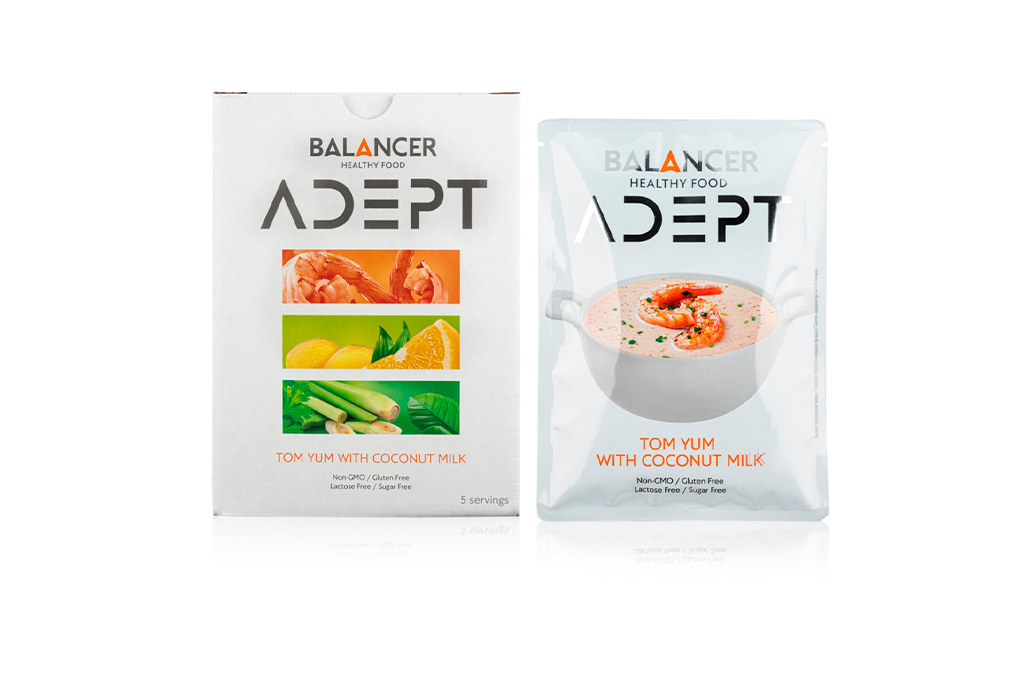 BALANCER
HEALTHY FOOD
ADEPT
TOM YUM WITH COCONUT MILK
Non-GMO / Gluten Free
Lactose Free / Sugar Free
5 servings
BALANCER
HEALTHY FOOD
ADEPT
TOM YUM
WITH COCONUT MILK
Non-GMO / Gluten Free
Lactose Free / Sugar Free